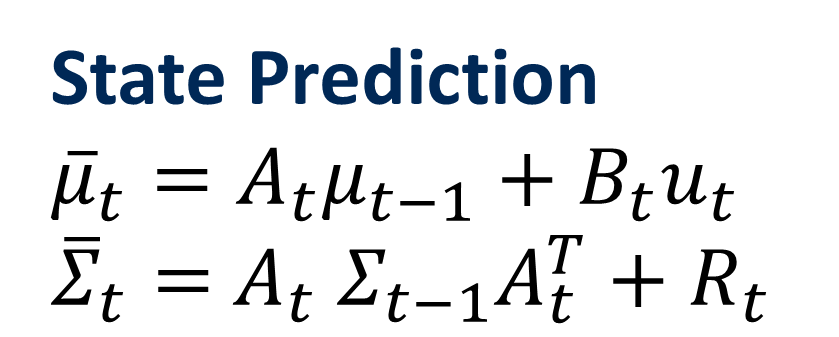 State Prediction
μ̄ₜ = Aₜμₜ₋₁ + Bₜuₜ
Σ̿ₜ = Aₜ Σₜ₋₁Aₜᵀ + Rₜ